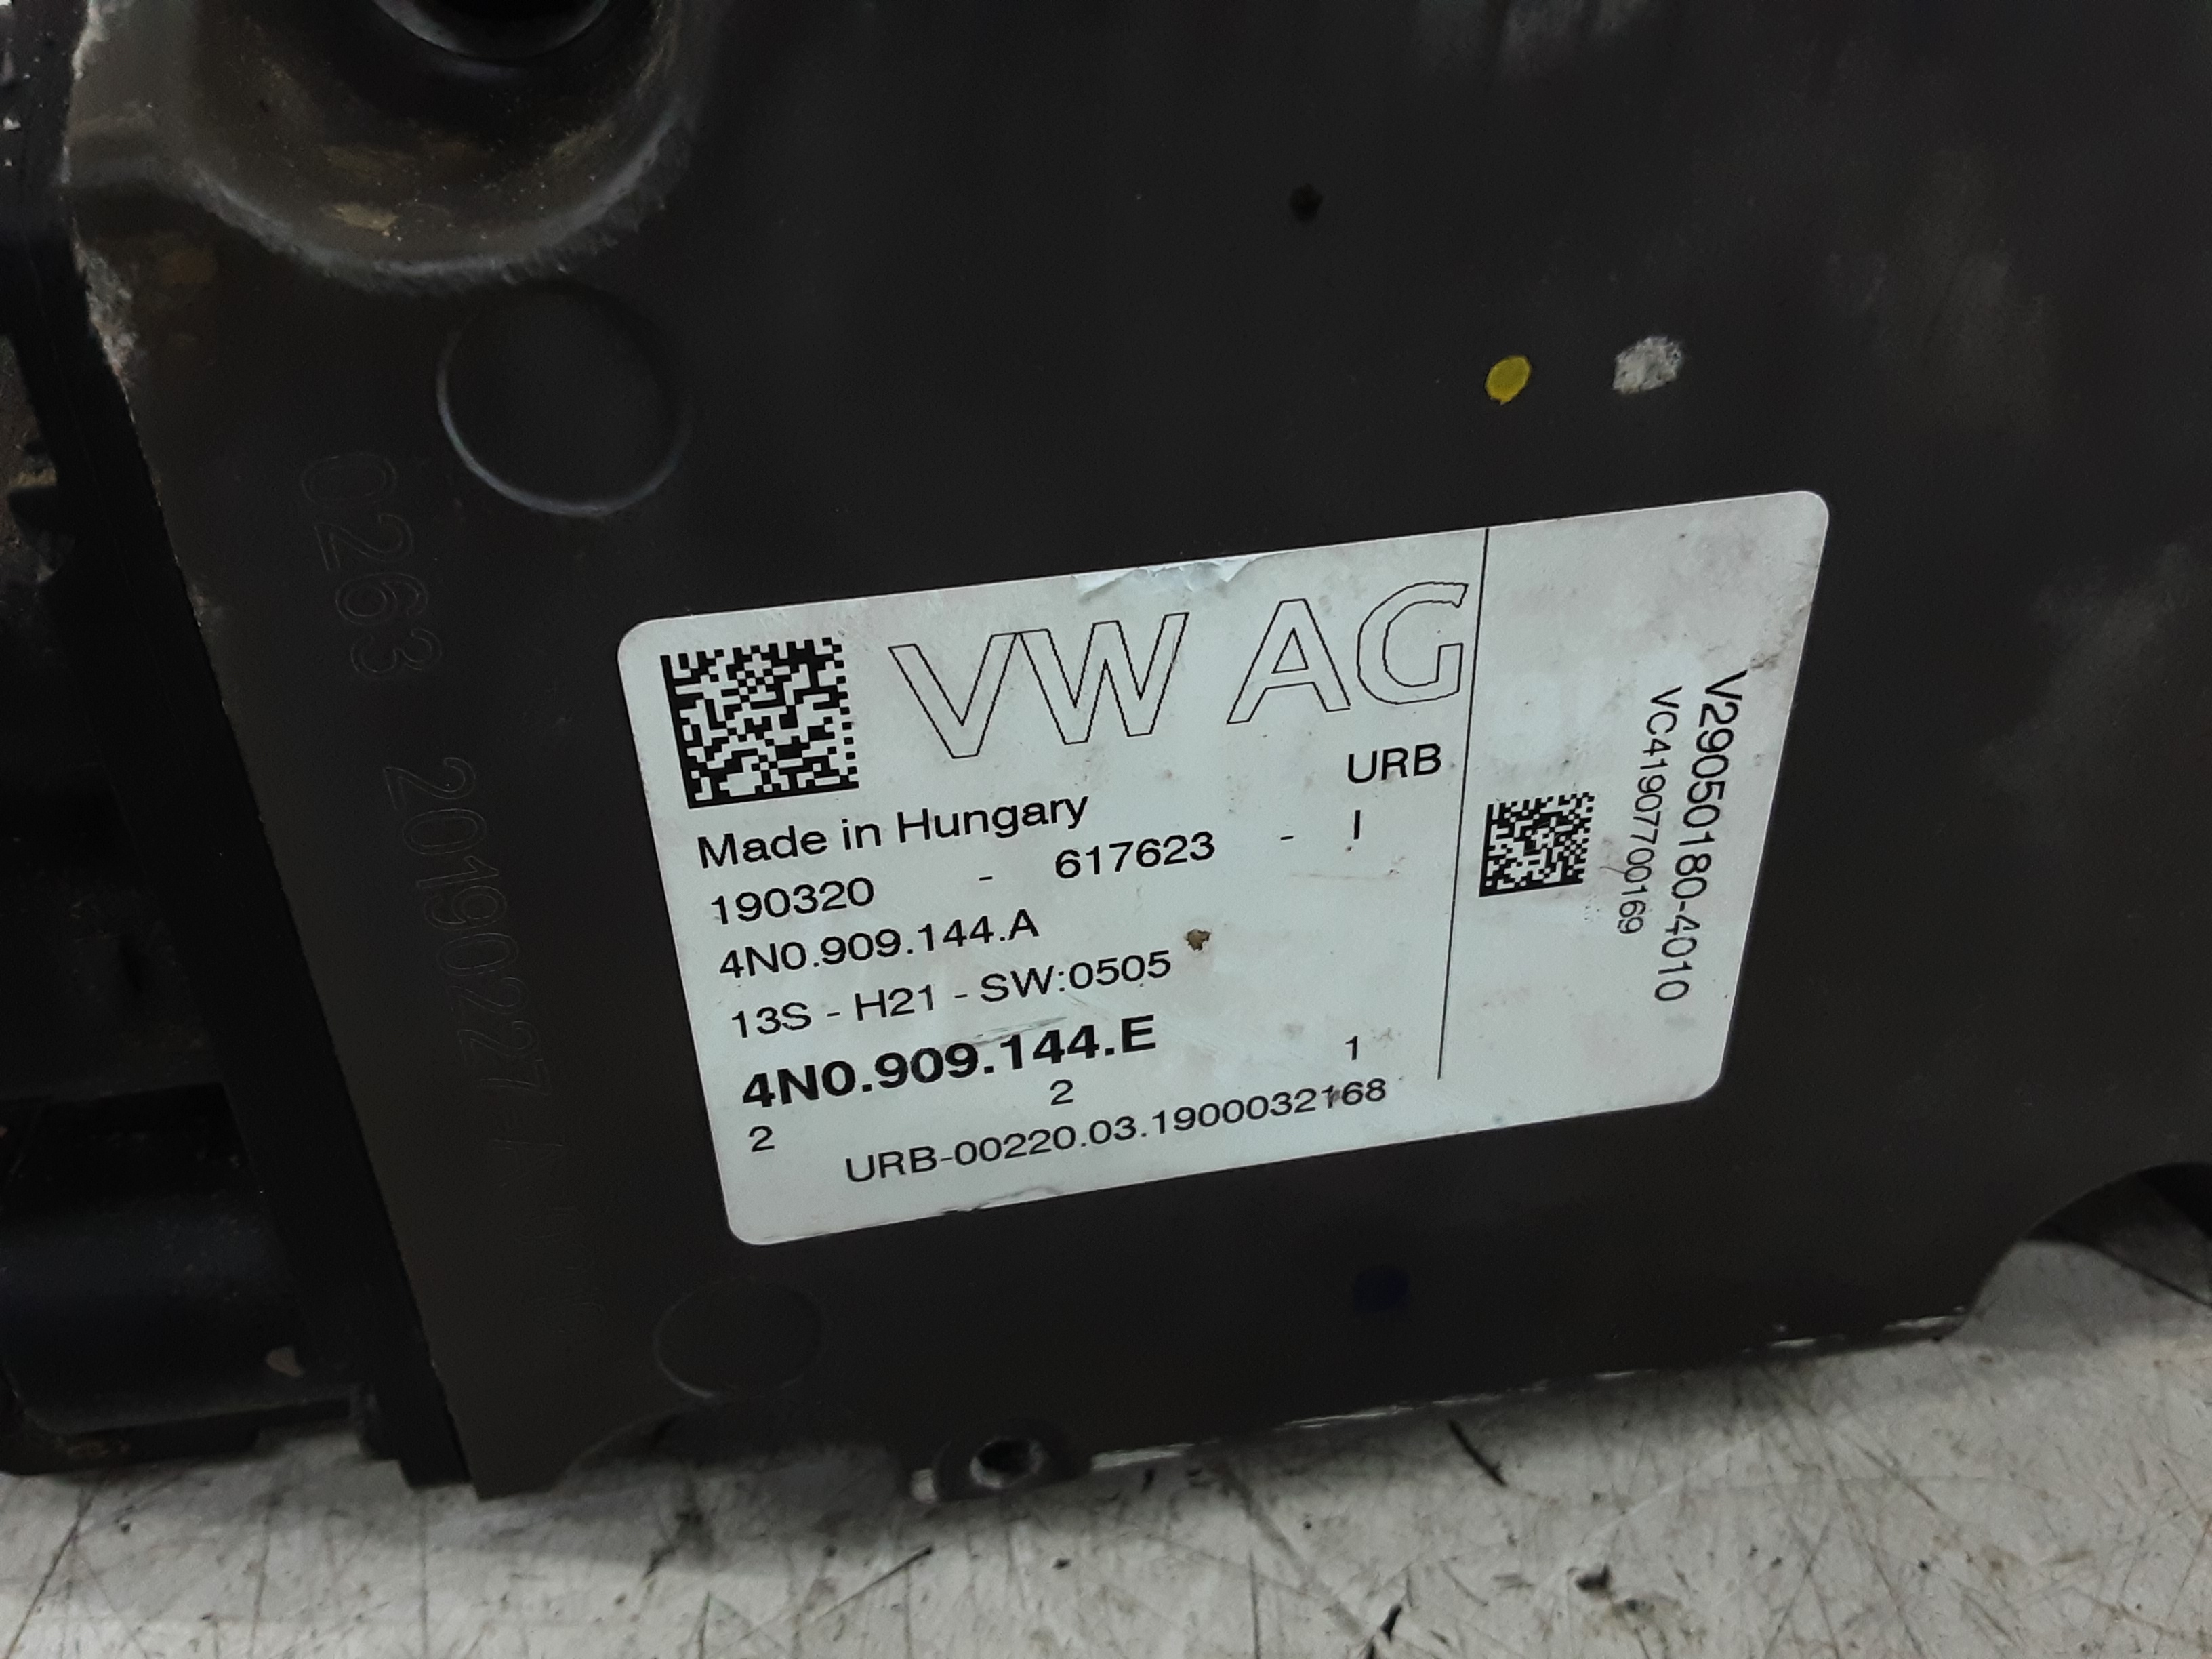 VW AG
URB
Made in Hungary
190320 - 617623 - I
4N0.909.144.A
13S - H21 - SW:0505
4N0.909.144.E
2 2 1
URB-00220.03.1900032168
V29050180-4010
VC41907700169
0263 20190227